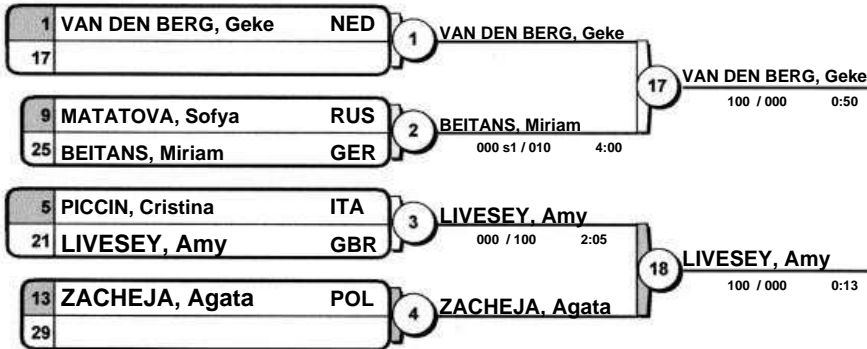 1 VAN DEN BERG, Geke NED
17
1 VAN DEN BERG, Geke
9 MATATOVA, Sofya RUS
25 BEITANS, Miriam GER
2 BEITANS, Miriam
000 s1 / 010 4:00
17 VAN DEN BERG, Geke
100 / 000 0:50
5 PICCIN, Cristina ITA
21 LIVESEY, Amy GBR
3 LIVESEY, Amy
000 / 100 2:05
13 ZACHEJA, Agata POL
29
4 ZACHEJA, Agata
18 LIVESEY, Amy
100 / 000 0:13